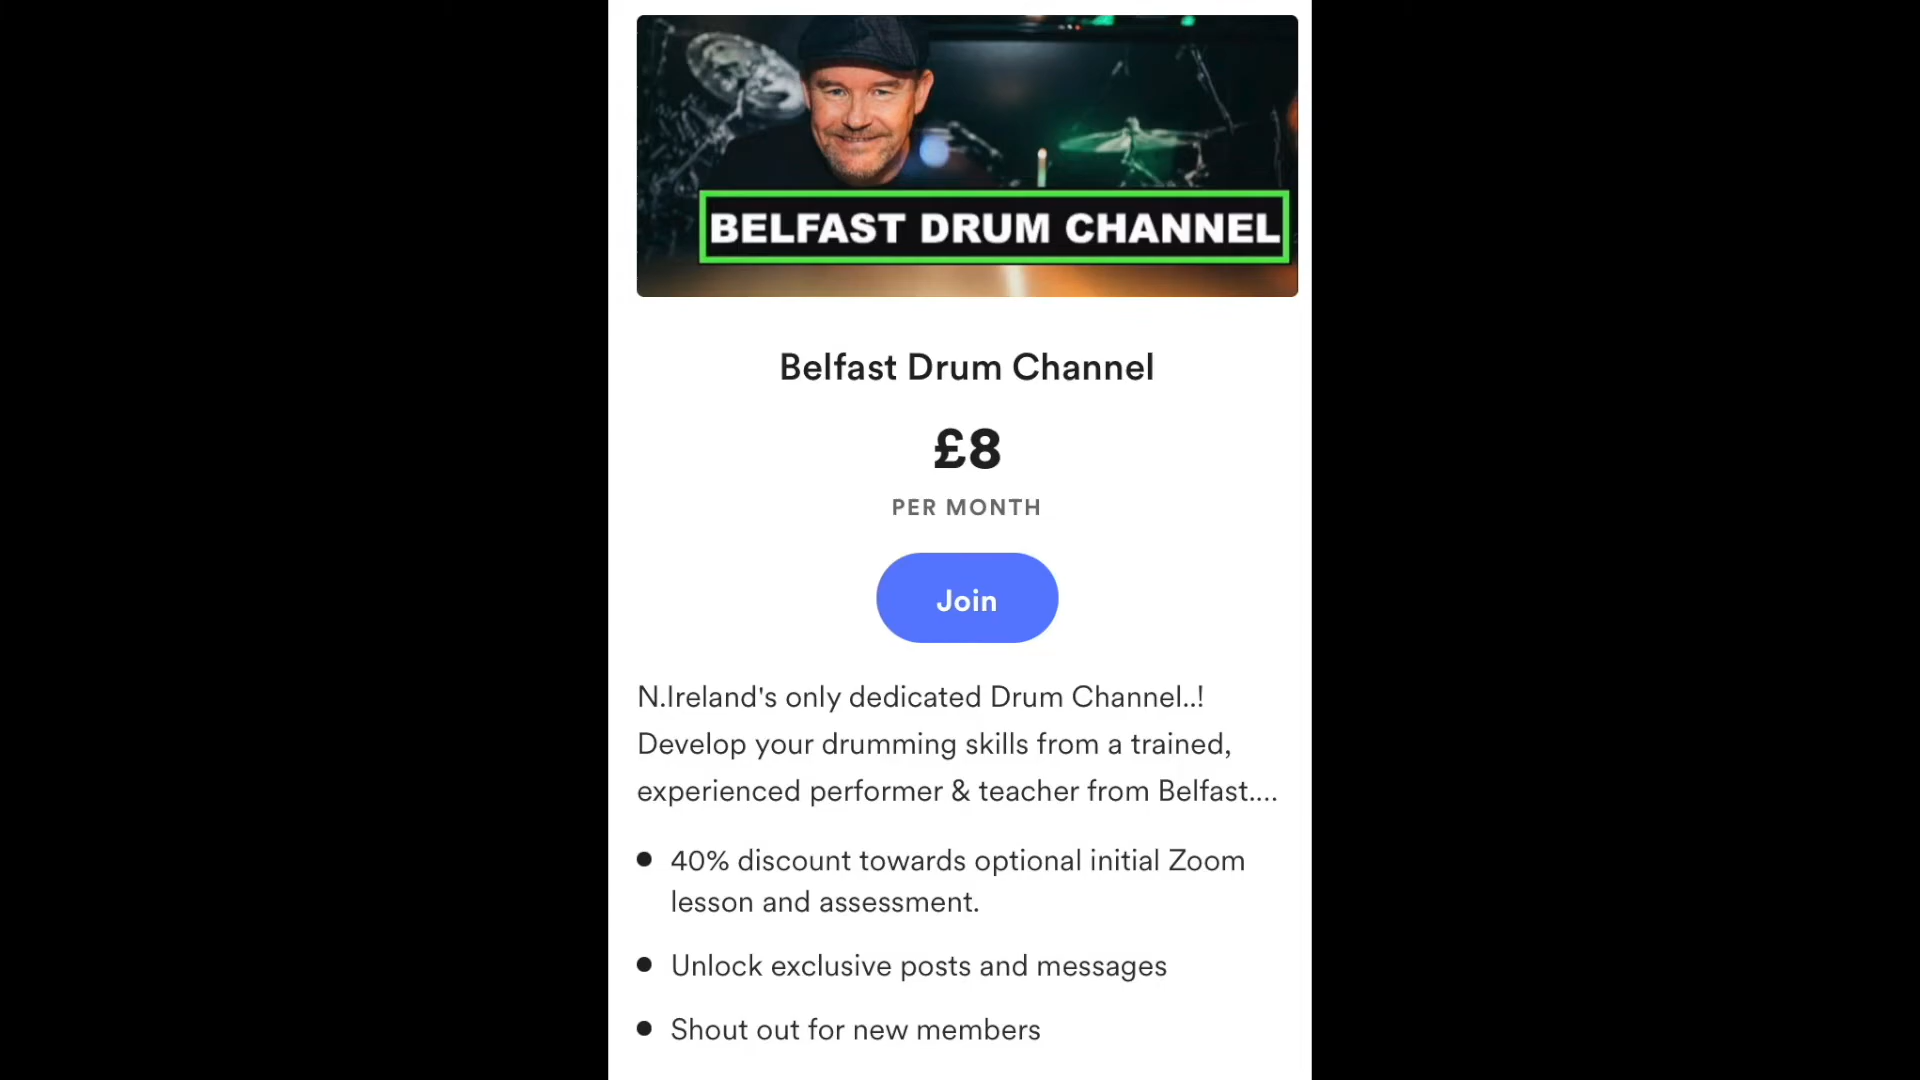 BELFAST DRUM CHANNEL
Belfast Drum Channel
£8
PER MONTH
Join
N.Ireland's only dedicated Drum Channel..!
Develop your drumming skills from a trained,
experienced performer & teacher from Belfast....
● 40% discount towards optional initial Zoom
lesson and assessment.
● Unlock exclusive posts and messages
● Shout out for new members